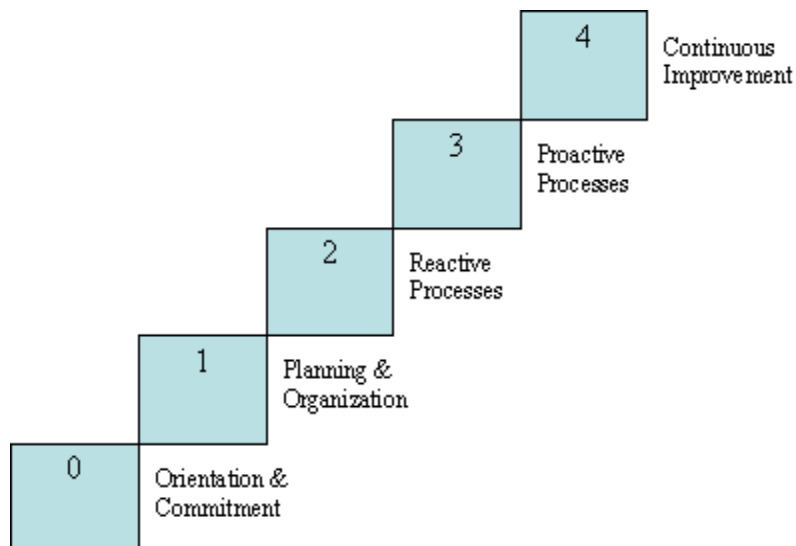 4
Continuous
Improvement
3
Proactive
Processes
2
Reactive
Processes
1
Planning &
Organization
0
Orientation &
Commitment